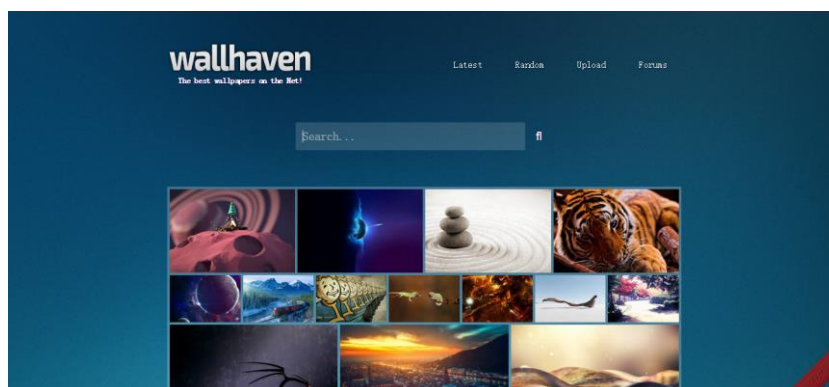 wallhaven
The best wallpapers on the Net!
Latest Random Upload Forums
Search...